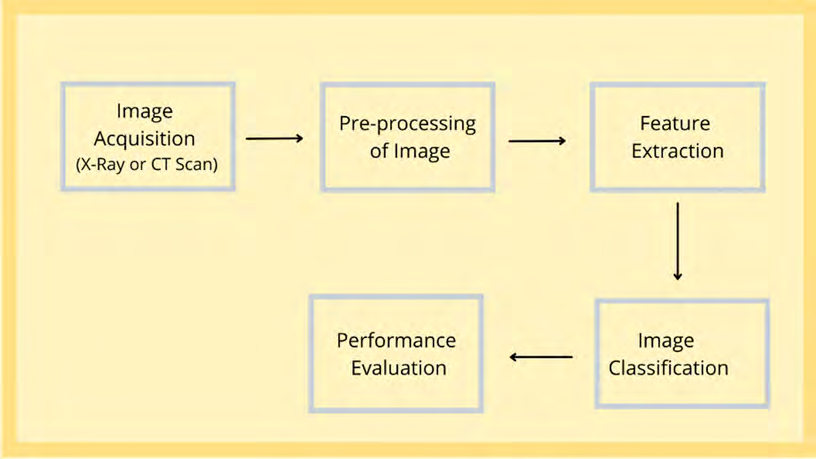 Image
Acquisition
(X-Ray or CT Scan)
Pre-processing
of Image
Feature
Extraction
Image
Classification
Performance
Evaluation